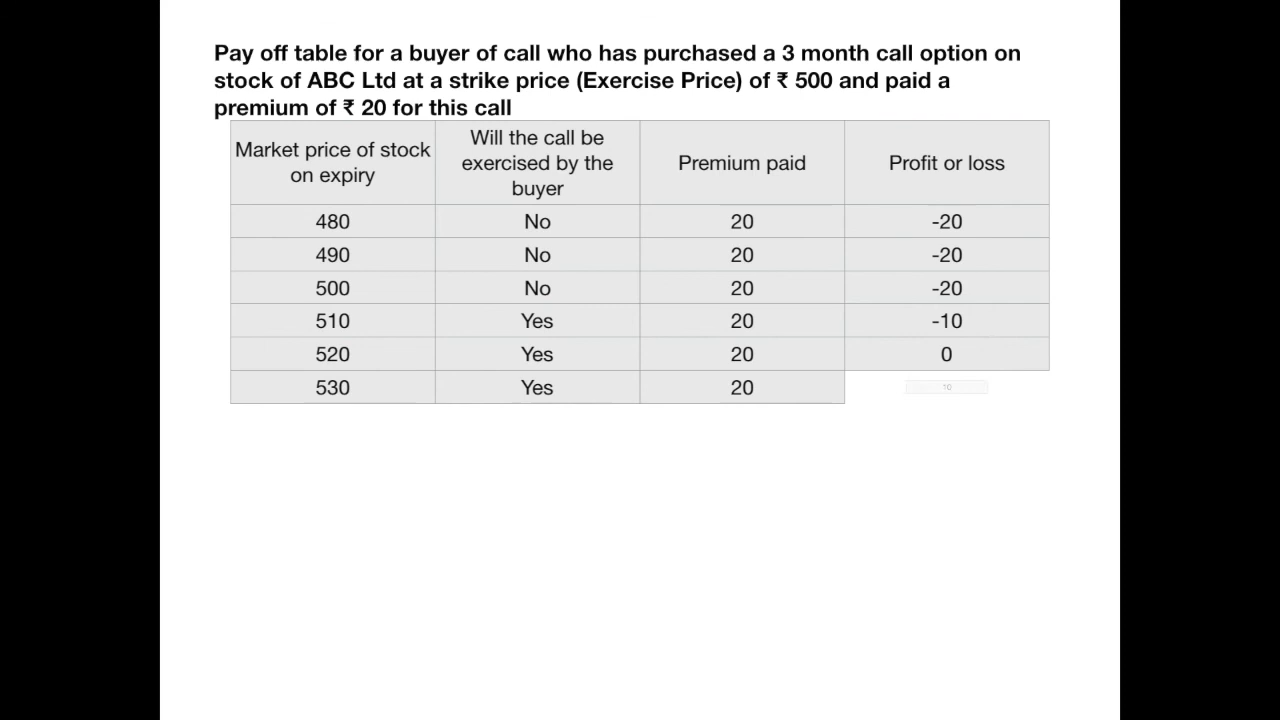 Pay off table for a buyer of call who has purchased a 3 month call option on
stock of ABC Ltd at a strike price (Exercise Price) of ₹ 500 and paid a
premium of ₹ 20 for this call
Market price of stock on expiry Will the call be exercised by the buyer Premium paid Profit or loss
480 No 20 -20
490 No 20 -20
500 No 20 -20
510 Yes 20 -10
520 Yes 20 0
530 Yes 20